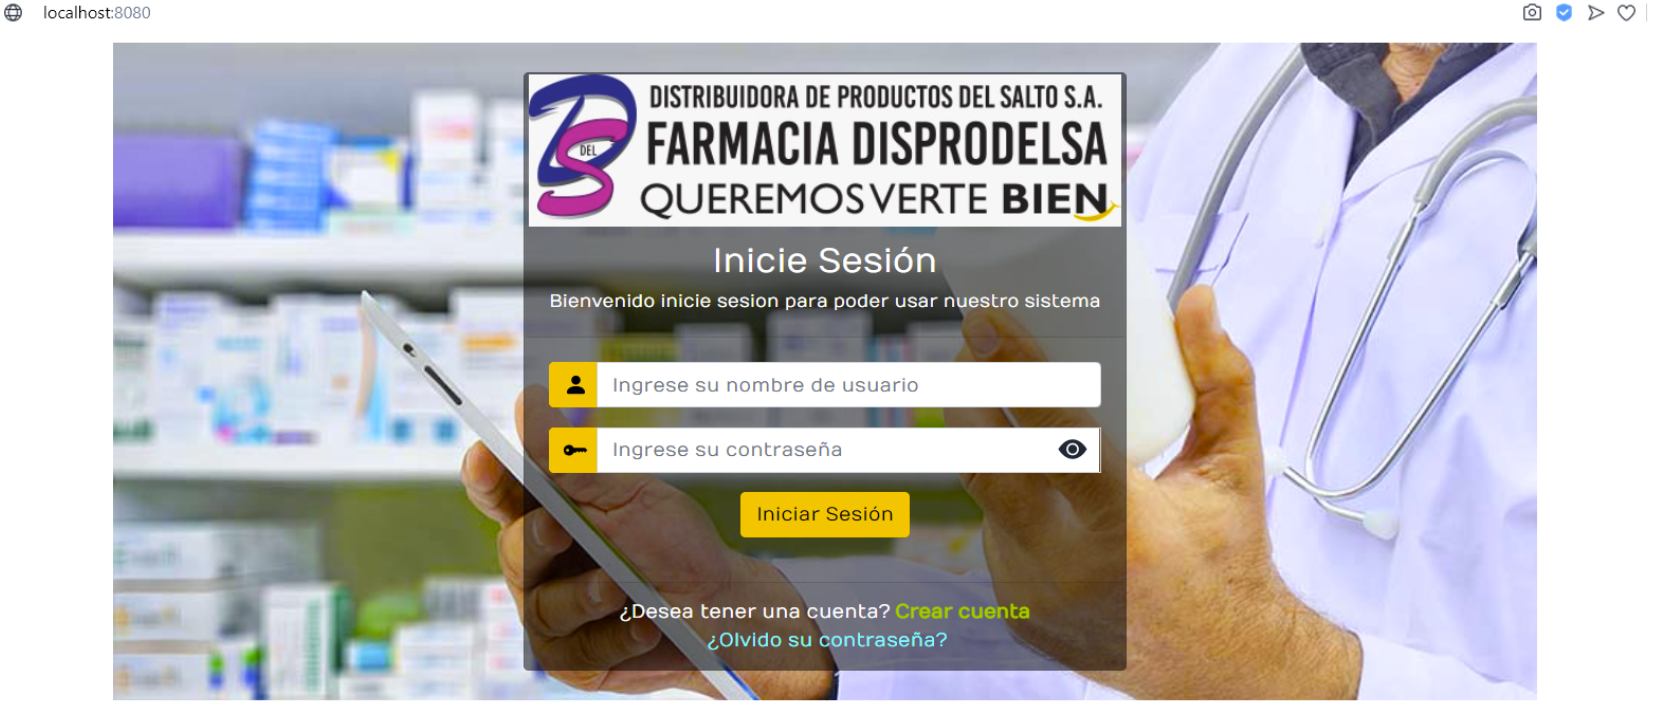 localhost:8080
DISTRIBUIDORA DE PRODUCTOS DEL SALTO S.A.
DS DEL
FARMACIA DISPRODELSA
QUEREMOS VERTE BIEN
Inicie Sesión
Bienvenido inicie sesion para poder usar nuestro sistema
Ingrese su nombre de usuario
Ingrese su contraseña
Iniciar Sesión
¿Desea tener una cuenta? Crear cuenta
¿Olvido su contraseña?